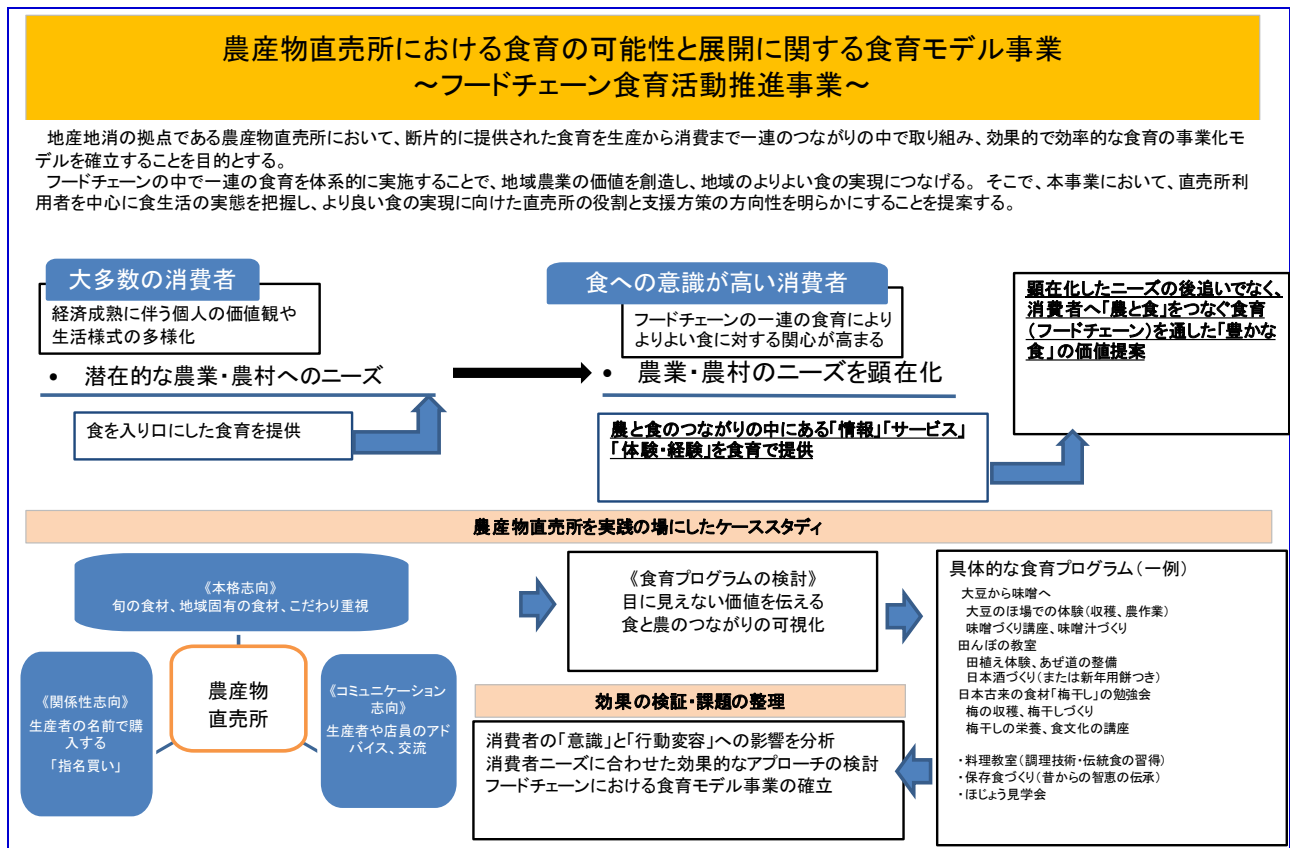 農産物直売所における食育の可能性と展開に関する食育モデル事業
～フードチェーン食育活動推進事業～
地産地消の拠点である農産物直売所において、断片的に提供された食育を生産から消費まで一連のつながりの中で取り組み、効果的で効率的な食育の事業化モ
デルを確立することを目的とする。
フードチェーンの中で一連の食育を体系的に実施することで、地域農業の価値を創造し、地域のよりよい食の実現につなげる。そこで、本事業において、直売所利
用者を中心に食生活の実態を把握し、より良い食の実現に向けた直売所の役割と支援方策の方向性を明らかにすることを提案する。
大多数の消費者
経済成熟に伴う個人の価値観や
生活様式の多様化
• 潜在的な農業・農村へのニーズ
食を入り口にした食育を提供
食への意識が高い消費者
フードチェーンの一連の食育により
よりよい食に対する関心が高まる
• 農業・農村のニーズを顕在化
農と食のつながりの中にある「情報」「サービス」
「体験・経験」を食育で提供
顕在化したニーズの後追いでなく、
消費者へ「農と食」をつなぐ食育
（フードチェーン）を通した「豊かな
食」の価値提案
農産物直売所を実践の場にしたケーススタディ
《本格志向》
旬の食材、地域固有の食材、こだわり重視
《関係性志向》
生産者の名前で購
入する
「指名買い」
農産物
直売所
《コミュニケーション
志向》
生産者や店員のアド
バイス、交流
《食育プログラムの検討》
目に見えない価値を伝える
食と農のつながりの可視化
具体的な食育プログラム（一例）
大豆から味噌へ
大豆のほ場での体験（収穫、農作業）
味噌づくり講座、味噌汁づくり
田んぼの教室
田植え体験、あぜ道の整備
日本酒づくり（または新年用餅つき）
日本古来の食材「梅干し」の勉強会
梅の収穫、梅干しづくり
梅干しの栄養、食文化の講座
・料理教室（調理技術・伝統食の習得）
・保存食づくり（昔からの智恵の伝承）
・ほじょう見学会
効果の検証・課題の整理
消費者の「意識」と「行動変容」への影響を分析
消費者ニーズに合わせた効果的なアプローチの検討
フードチェーンにおける食育モデル事業の確立